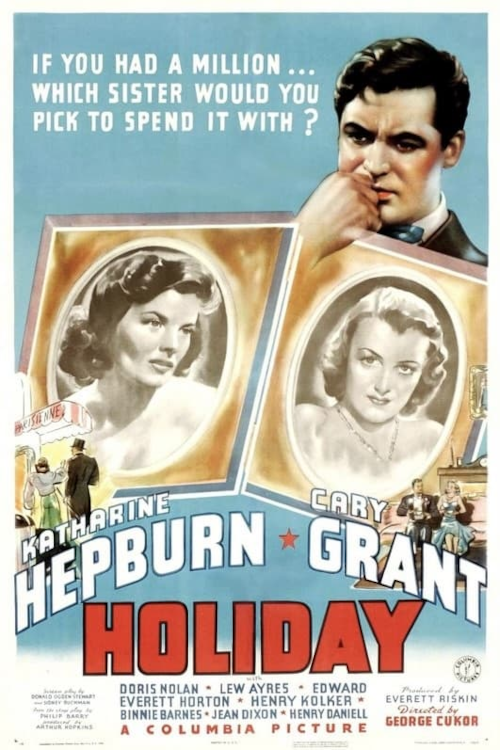 IF YOU HAD A MILLION...
WHICH SISTER WOULD YOU
PICK TO SPEND IT WITH?
KATHARINE
HEPBURN
CARY
GRANT
HOLIDAY
with
DORIS NOLAN • LEW AYRES • EDWARD
EVERETT HORTON • HENRY KOLKER •
BINNIE BARNES • JEAN DIXON • HENRY DANIELL
A COLUMBIA PICTURE
Screen play by
DONALD OGDEN STEWART
and SIDNEY BUCHMAN
from the stage play by
PHILIP BARRY
produced by
ARTHUR HOPKINS
Produced by
EVERETT RISKIN
Directed by
GEORGE CUKOR
COLUMBIA
PICTURES